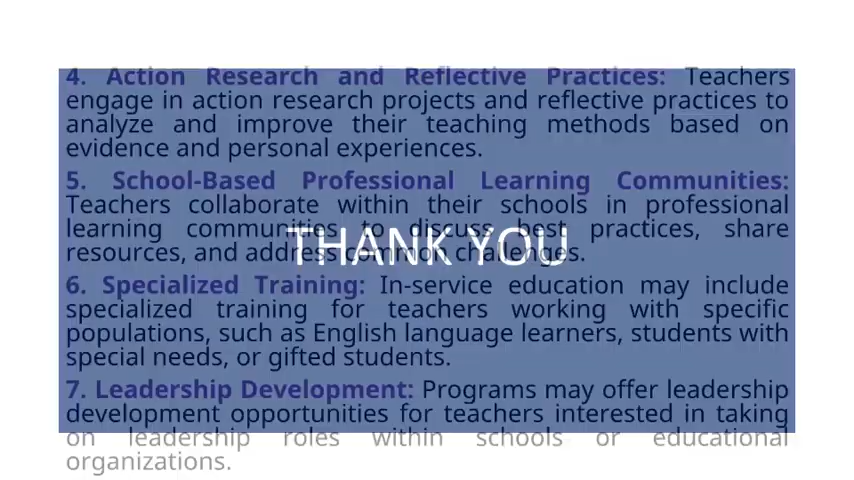 4. Action Research and Reflective Practices: Teachers
engage in action research projects and reflective practices to
analyze and improve their teaching methods based on
evidence and personal experiences.
5. School-Based Professional Learning Communities:
Teachers collaborate within their schools in professional
learning communities to discuss best practices, share
resources, and address common challenges.
THANK YOU
6. Specialized Training: In-service education may include
specialized training for teachers working with specific
populations, such as English language learners, students with
special needs, or gifted students.
7. Leadership Development: Programs may offer leadership
development opportunities for teachers interested in taking
on leadership roles within schools or educational
organizations.